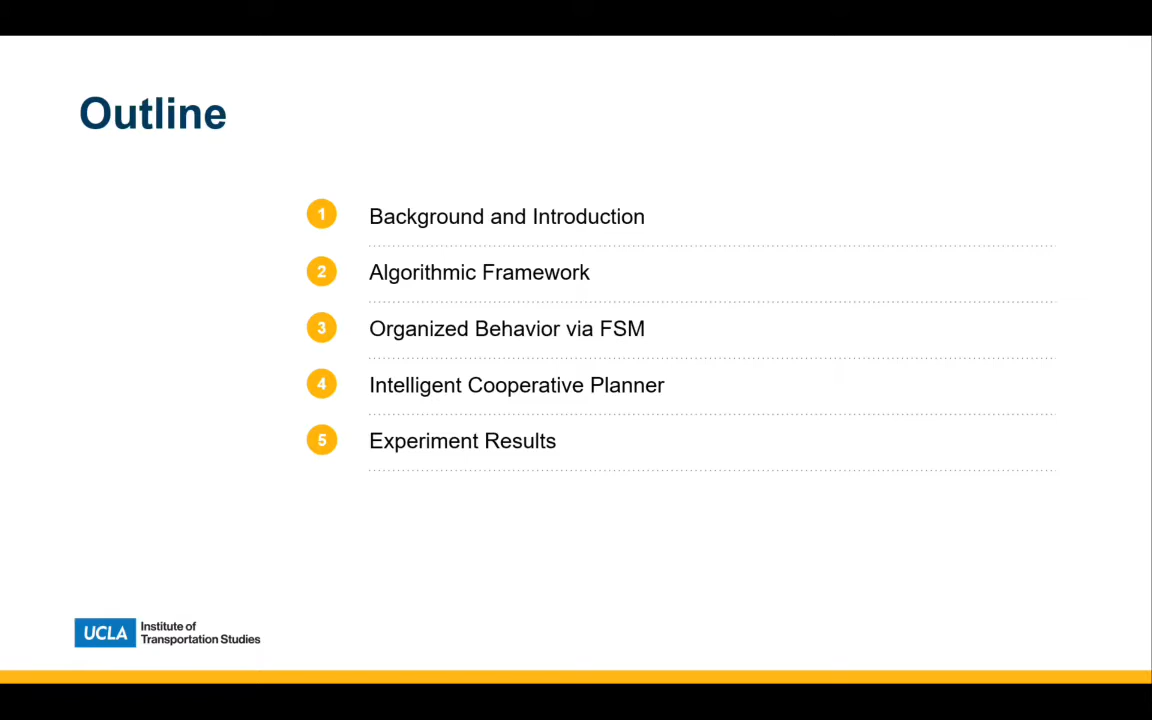 Outline
1 Background and Introduction
2 Algorithmic Framework
3 Organized Behavior via FSM
4 Intelligent Cooperative Planner
5 Experiment Results
UCLA Institute of
Transportation Studies